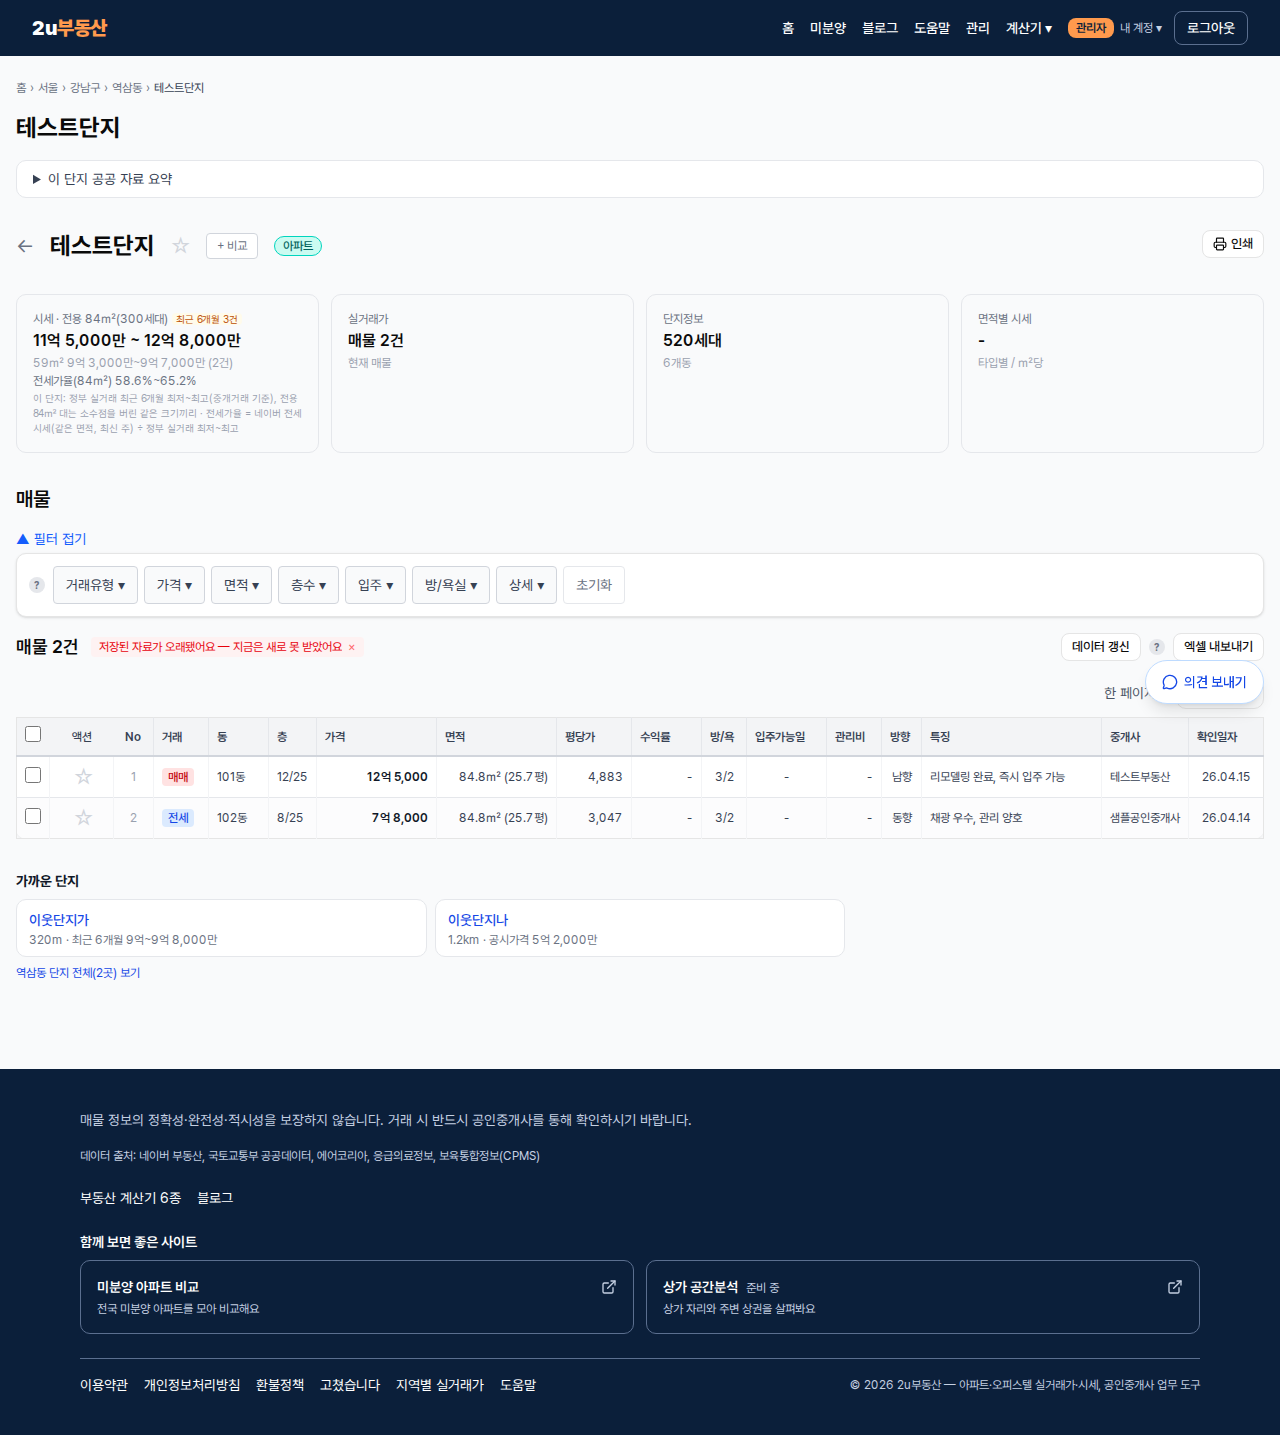 2u부동산
홈 미분양 블로그 도움말 관리 계산기 ▾ 관리자 내 계정 ▾ 로그아웃
홈 › 서울 › 강남구 › 역삼동 › 테스트단지
테스트단지
▶ 이 단지 공공 자료 요약
← 테스트단지 ☆ + 비교 아파트 인쇄
시세 · 전용 84m²(300세대) 최근 6개월 3건
11억 5,000만 ~ 12억 8,000만
59m² 9억 3,000만~9억 7,000만 (2건)
전세가율(84m²) 58.6%~65.2%
이 단지: 정부 실거래 최근 6개월 최저~최고(중개거래 기준), 전용
84m² 대는 소수점을 버린 같은 크기끼리 · 전세가율 = 네이버 전세
시세(같은 면적, 최신 주) ÷ 정부 실거래 최저~최고
실거래가
매물 2건
현재 매물
단지정보
520세대
6개동
면적별 시세
-
타입별 / m²당
매물
▲ 필터 접기
? 거래유형 ▾ 가격 ▾ 면적 ▾ 층수 ▾ 입주 ▾ 방/욕실 ▾ 상세 ▾ 초기화
매물 2건 저장된 자료가 오래됐어요 — 지금은 새로 못 받았어요 × 데이터 갱신 ? 엑셀 내보내기
한 페이지
의견 보내기
액션 No 거래 동 층 가격 면적 평당가 수익률 방/욕 입주가능일 관리비 방향 특징 중개사 확인일자
☆ 1 매매 101동 12/25 12억 5,000 84.8m² (25.7평) 4,883 - 3/2 - - 남향 리모델링 완료, 즉시 입주 가능 테스트부동산 26.04.15
☆ 2 전세 102동 8/25 7억 8,000 84.8m² (25.7평) 3,047 - 3/2 - - 동향 채광 우수, 관리 양호 샘플공인중개사 26.04.14
가까운 단지
이웃단지가
320m · 최근 6개월 9억~9억 8,000만
이웃단지나
1.2km · 공시가격 5억 2,000만
역삼동 단지 전체(2곳) 보기
매물 정보의 정확성·완전성·적시성을 보장하지 않습니다. 거래 시 반드시 공인중개사를 통해 확인하시기 바랍니다.
데이터 출처: 네이버 부동산, 국토교통부 공공데이터, 에어코리아, 응급의료정보, 보육통합정보(CPMS)
부동산 계산기 6종 블로그
함께 보면 좋은 사이트
미분양 아파트 비교
전국 미분양 아파트를 모아 비교해요
상가 공간분석 준비 중
상가 자리와 주변 상권을 살펴봐요
이용약관 개인정보처리방침 환불정책 고쳤습니다 지역별 실거래가 도움말
© 2026 2u부동산 — 아파트·오피스텔 실거래가·시세, 공인중개사 업무 도구